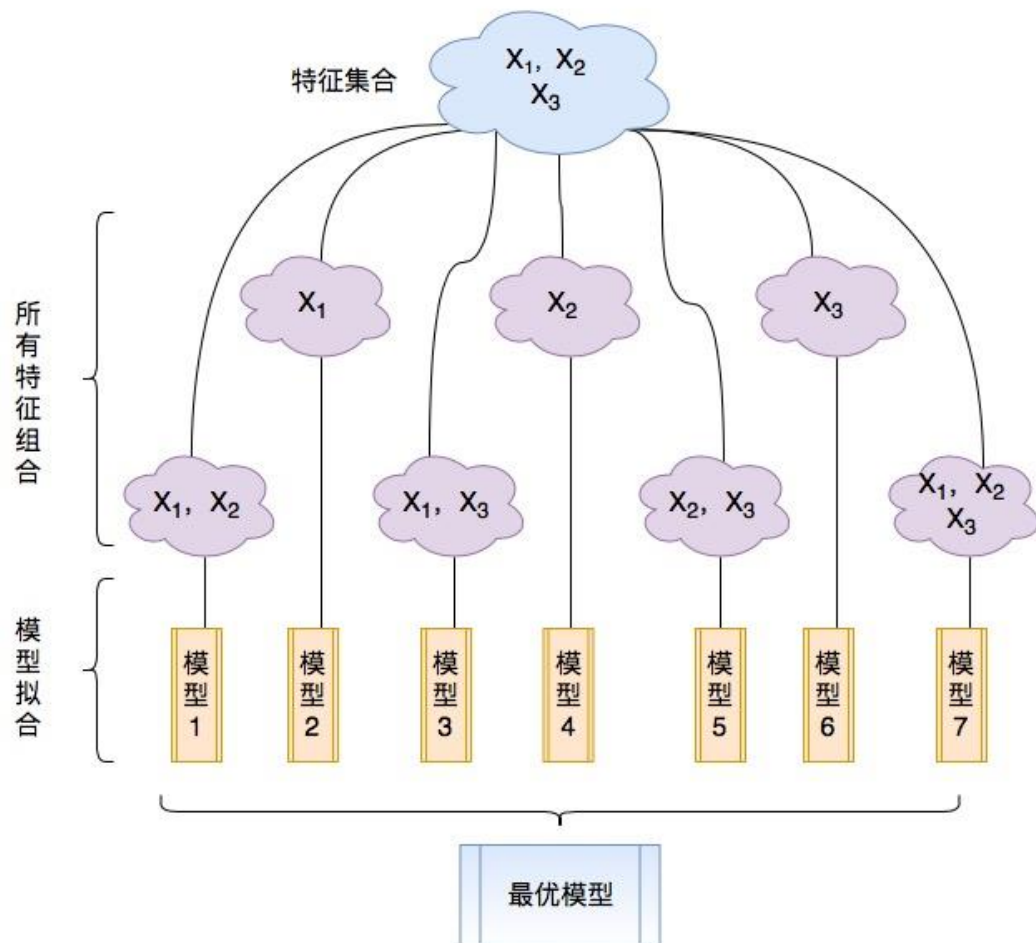 特征集合
X₁, X₂
X₃
所有特征组合
X₁
X₂
X₃
X₁, X₂
X₁, X₃
X₂, X₃
X₁, X₂
X₃
模型拟合
模型1
模型2
模型3
模型4
模型5
模型6
模型7
最优模型